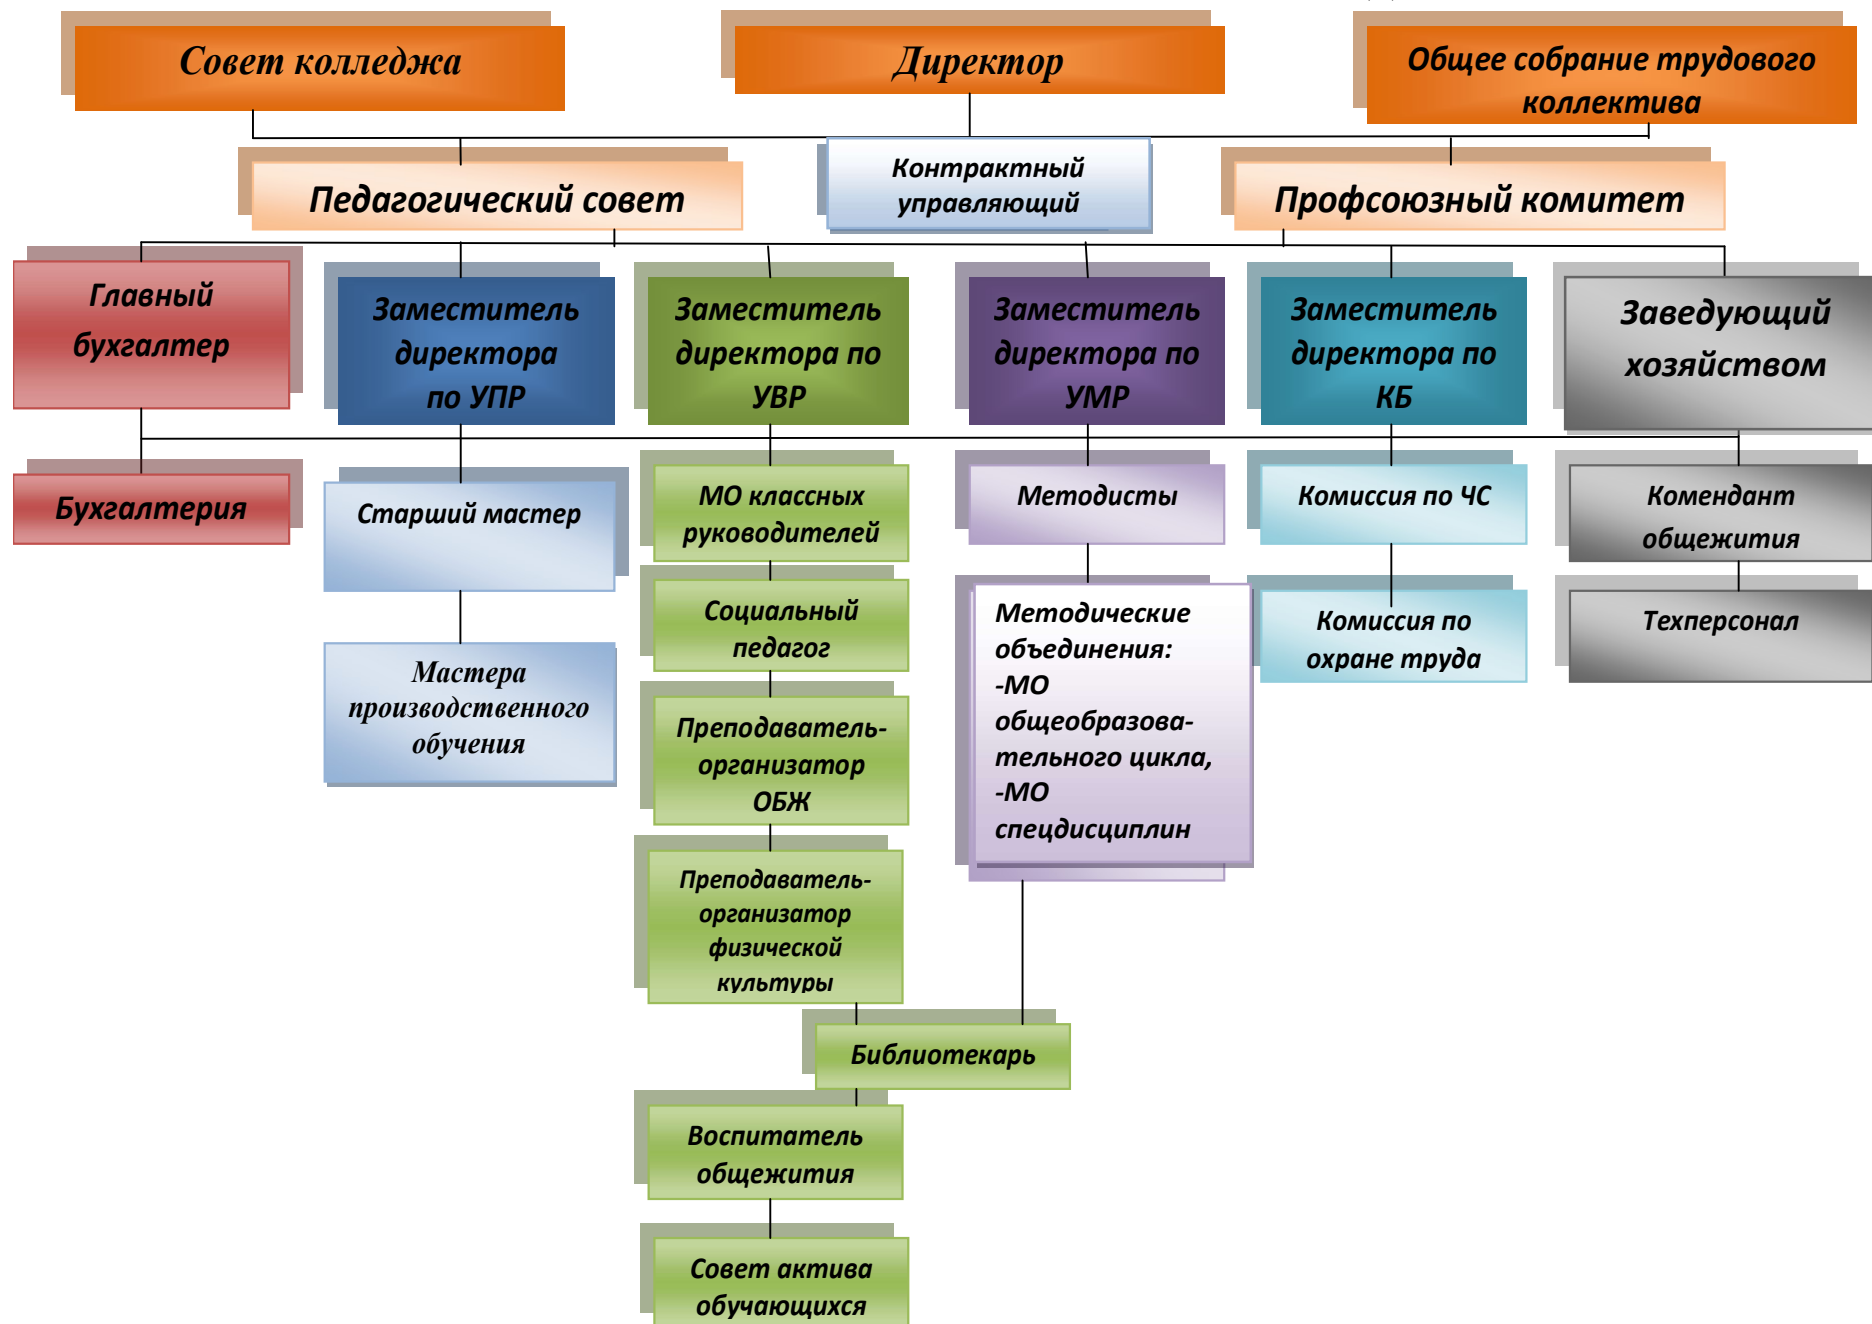 Совет колледжа
Директор
Общее собрание трудового
коллектива
Педагогический совет
Контрактный
управляющий
Профсоюзный комитет
Главный
бухгалтер
Заместитель
директора
по УПР
Заместитель
директора по
УВР
Заместитель
директора по
УМР
Заместитель
директора по
КБ
Заведующий
хозяйством
Бухгалтерия
Старший мастер
МО классных
руководителей
Методисты
Комиссия по ЧС
Комендант
общежития
Мастера
производственного
обучения
Социальный
педагог
Методические
объединения:
-МО
общеобразова-
тельного цикла,
-МО
спецдисциплин
Комиссия по
охране труда
Техперсонал
Преподаватель-
организатор
ОБЖ
Преподаватель-
организатор
физической
культуры
Библиотекарь
Воспитатель
общежития
Совет актива
обучающихся